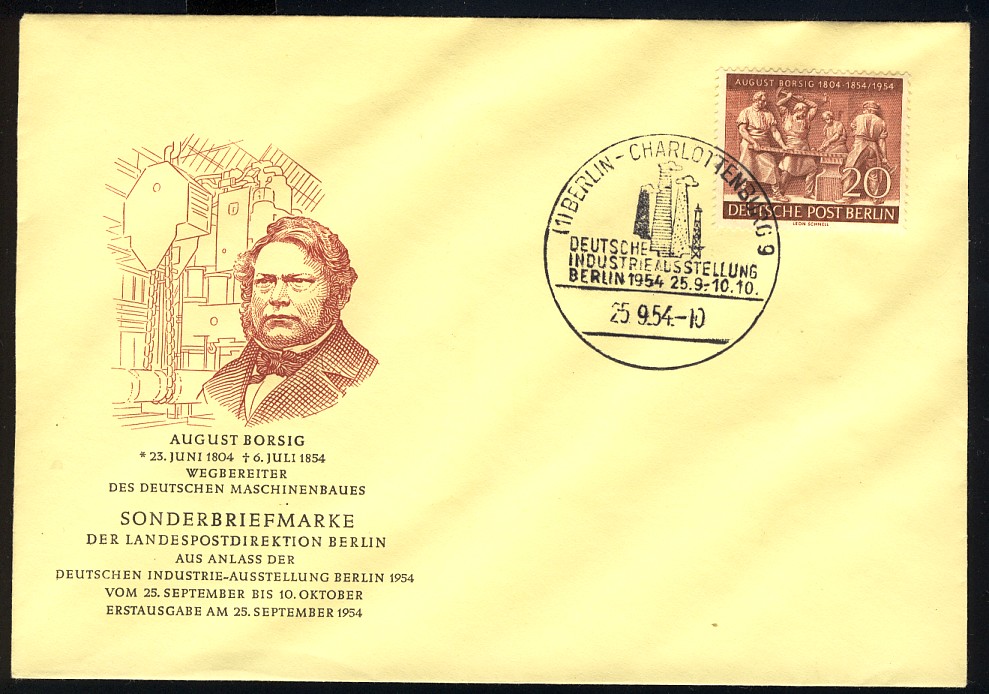 AUGUST BORSIG 1804·1854/1954
20
DEUTSCHE POST BERLIN
LEON SCHNELL
(1) BERLIN - CHARLOTTENBURG 9
DEUTSCHE
INDUSTRIEAUSSTELLUNG
BERLIN 1954 25.9.-10.10.
25.9.54.-10
AUGUST BORSIG
* 23. JUNI 1804 † 6. JULI 1854
WEGBEREITER
DES DEUTSCHEN MASCHINENBAUES
SONDERBRIEFMARKE
DER LANDESPOSTDIREKTION BERLIN
AUS ANLASS DER
DEUTSCHEN INDUSTRIE-AUSSTELLUNG BERLIN 1954
VOM 25. SEPTEMBER BIS 10. OKTOBER
ERSTAUSGABE AM 25. SEPTEMBER 1954